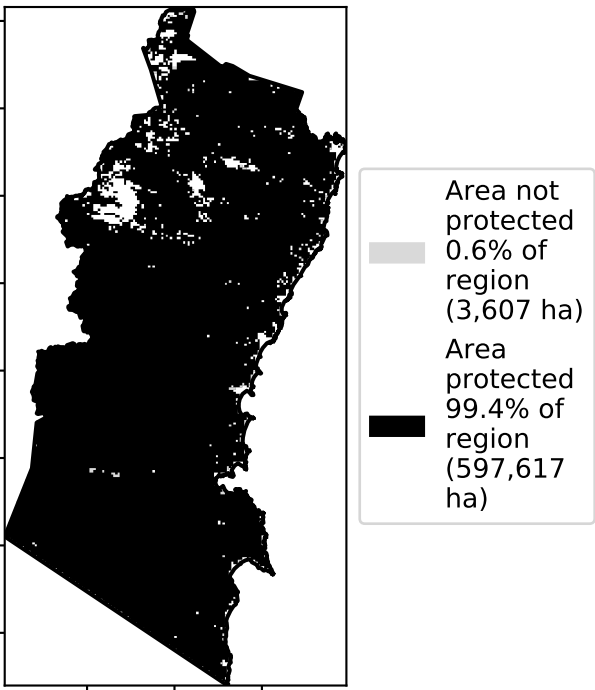 Area not
protected
0.6% of
region
(3,607 ha)
Area
protected
99.4% of
region
(597,617
ha)